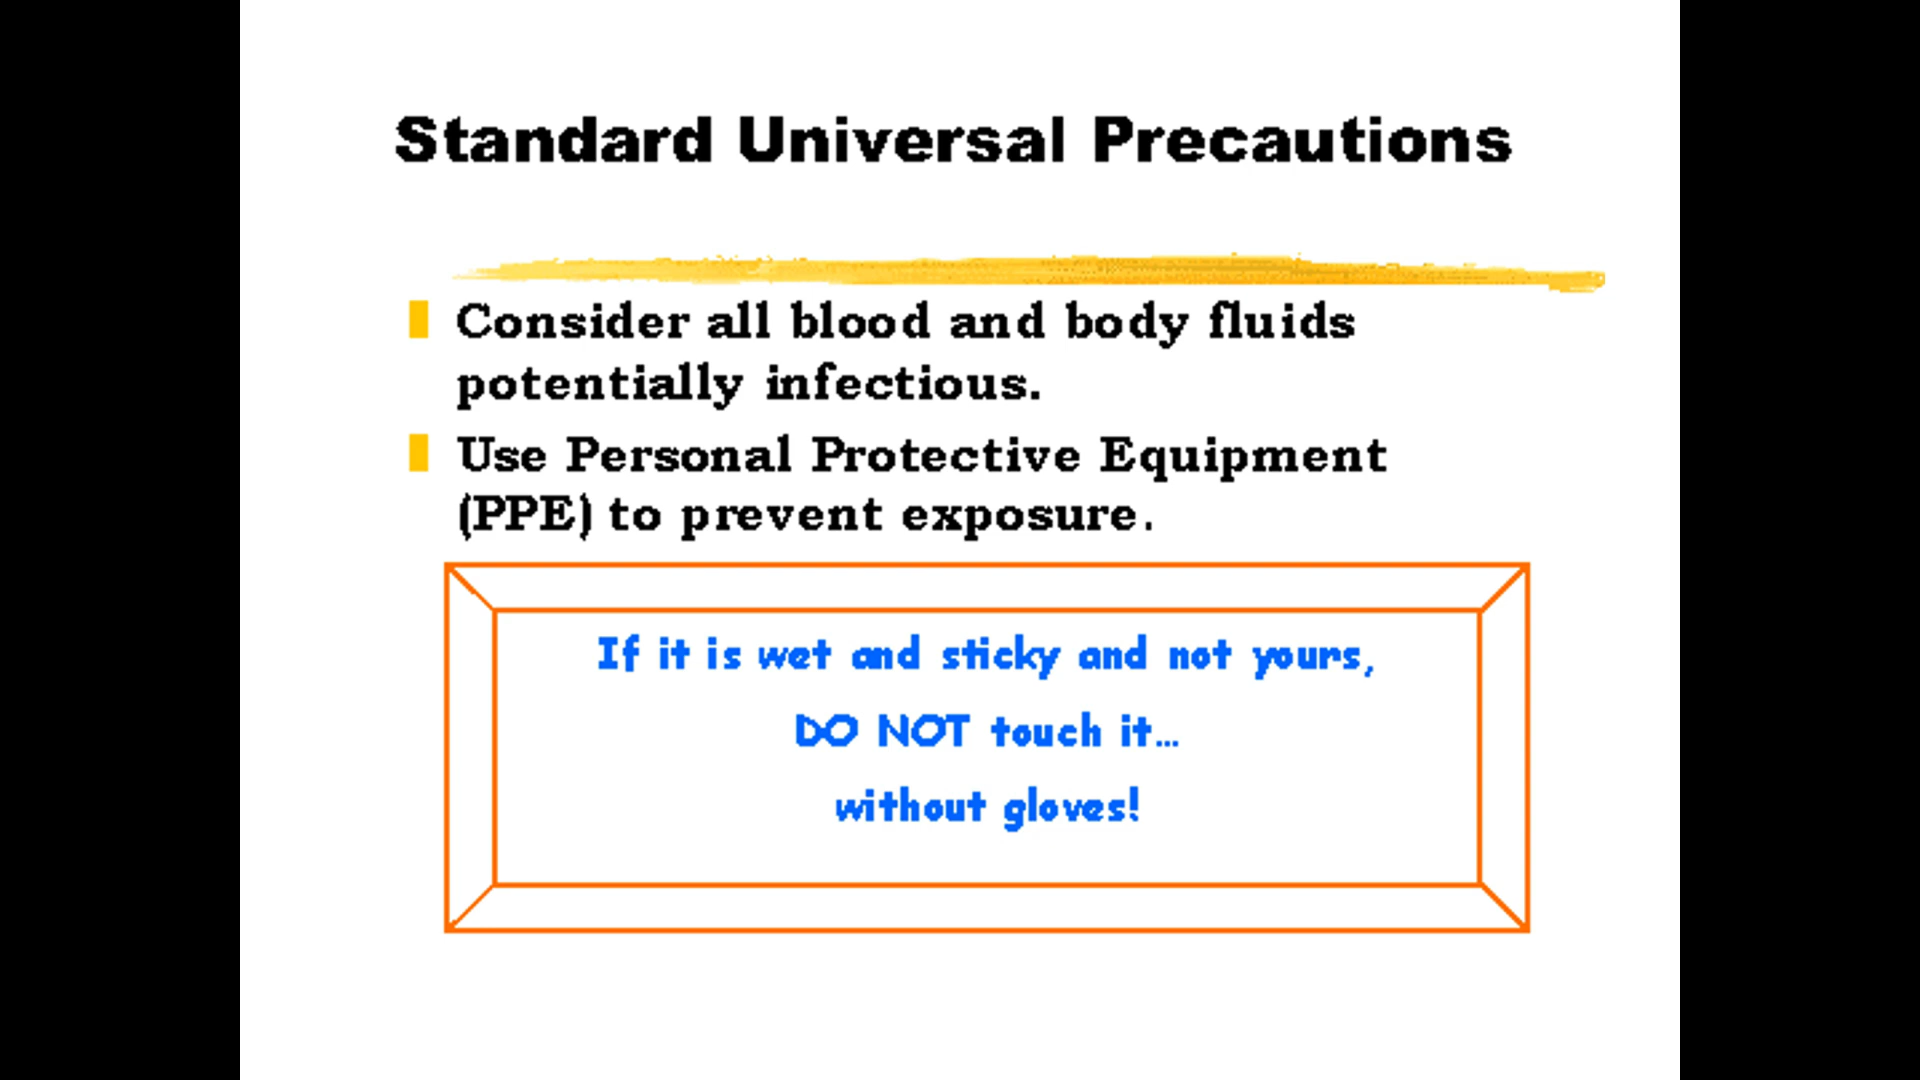 Standard Universal Precautions
Consider all blood and body fluids
potentially infectious.
Use Personal Protective Equipment
(PPE) to prevent exposure.
If it is wet and sticky and not yours,
DO NOT touch it...
without gloves!